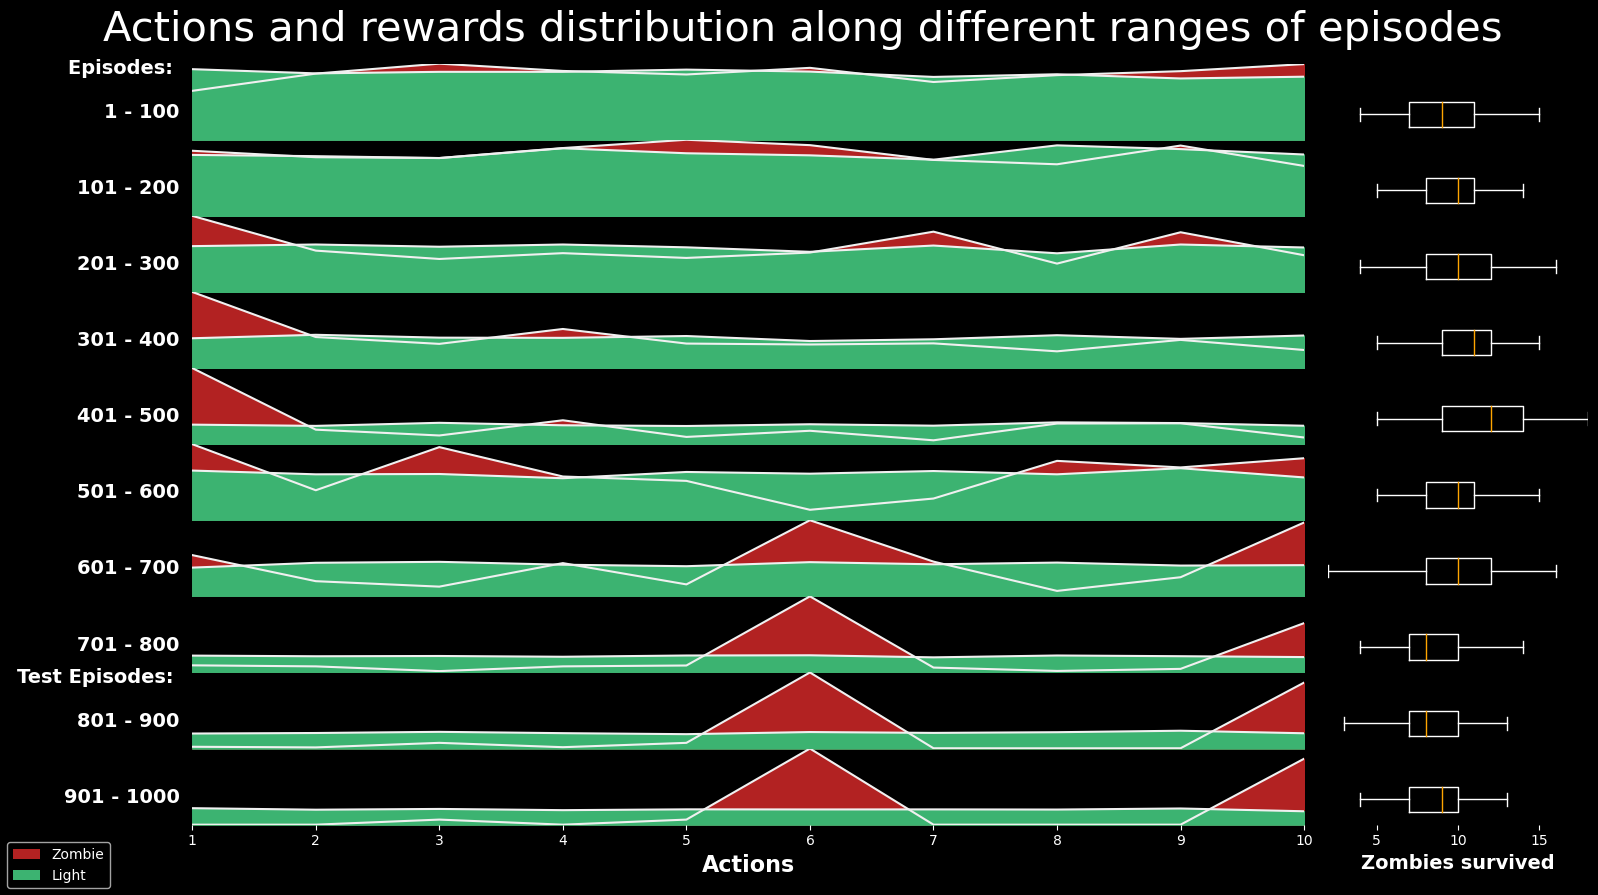 Actions and rewards distribution along different ranges of episodes
Episodes:
1 - 100
101 - 200
201 - 300
301 - 400
401 - 500
501 - 600
601 - 700
701 - 800
Test Episodes:
801 - 900
901 - 1000
1 2 3 4 5 6 7 8 9 10
5 10 15
Actions
Zombies survived
Zombie
Light